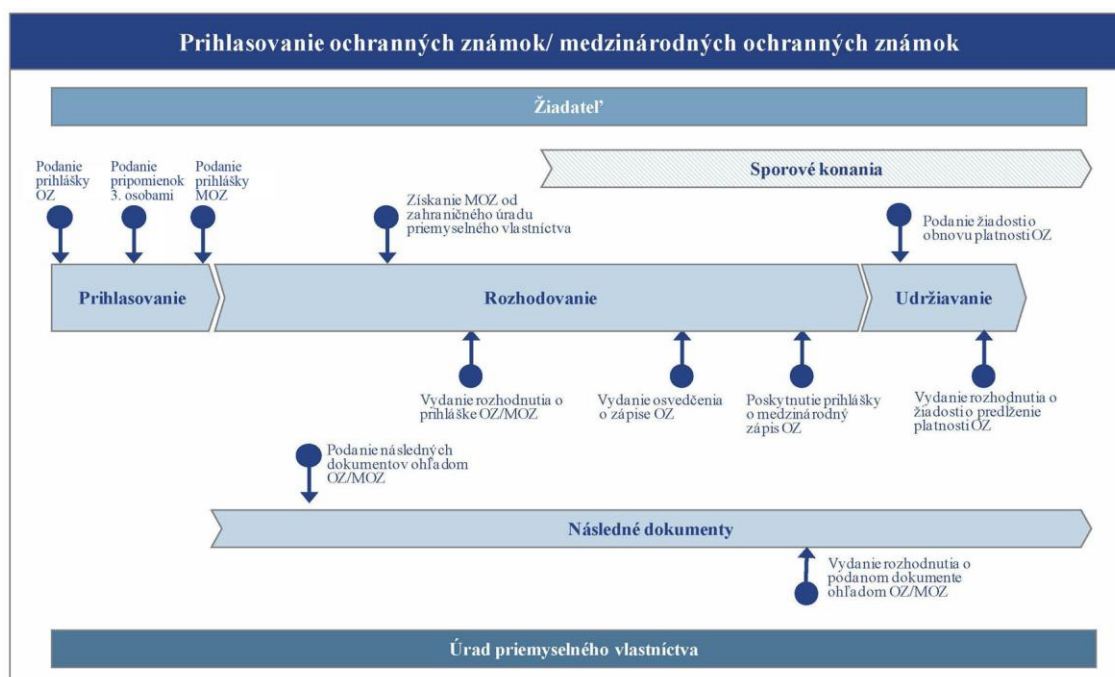 Prihlasovanie ochranných známok/ medzinárodných ochranných známok
Žiadateľ
Sporové konania
Podanie
prihlášky
OZ
Podanie
pripomienok
3. osobami
Podanie
prihlášky
MOZ
Získanie MOZ od
zahraničného úradu
priemyselného vlastníctva
Podanie žiadosti o
obnovu platnosti OZ
Prihlasovanie
Rozhodovanie
Udržiavanie
Vydanie rozhodnutia o
prihláške OZ/MOZ
Vydanie osvedčenia
o zápise OZ
Poskytnutie prihlášky
o medzinárodný
zápis OZ
Vydanie rozhodnutia o
žiadosti o predlženie
platnosti OZ
Podanie následných
dokumentov ohľadom
OZ/MOZ
Následné dokumenty
Vydanie rozhodnutia o
podanom dokumente
ohľadom OZ/MOZ
Úrad priemyselného vlastníctva